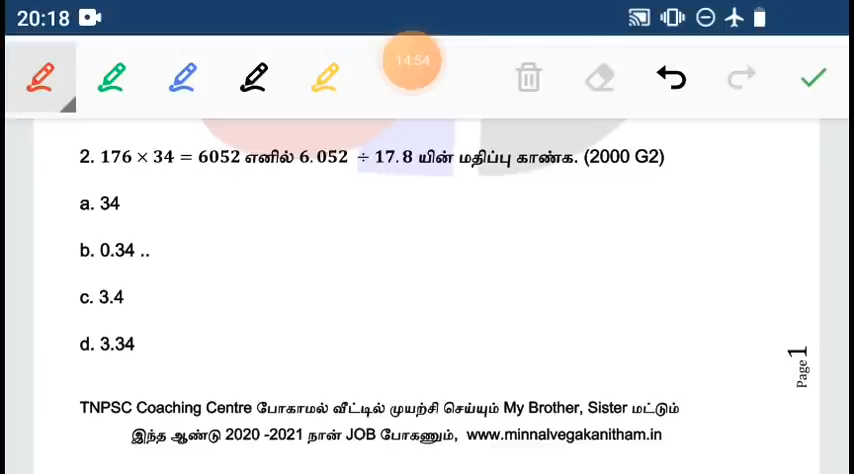 20:18
14:54
2. 176 × 34 = 6052 எனில் 6.052 ÷ 17.8 யின் மதிப்பு காண்க. (2000 G2)
a. 34
b. 0.34 ..
c. 3.4
d. 3.34
Page 1
TNPSC Coaching Centre போகாமல் வீட்டில் முயற்சி செய்யும் My Brother, Sister மட்டும்
இந்த ஆண்டு 2020 -2021 நான் JOB போகணும், www.minnalvegakanitham.in